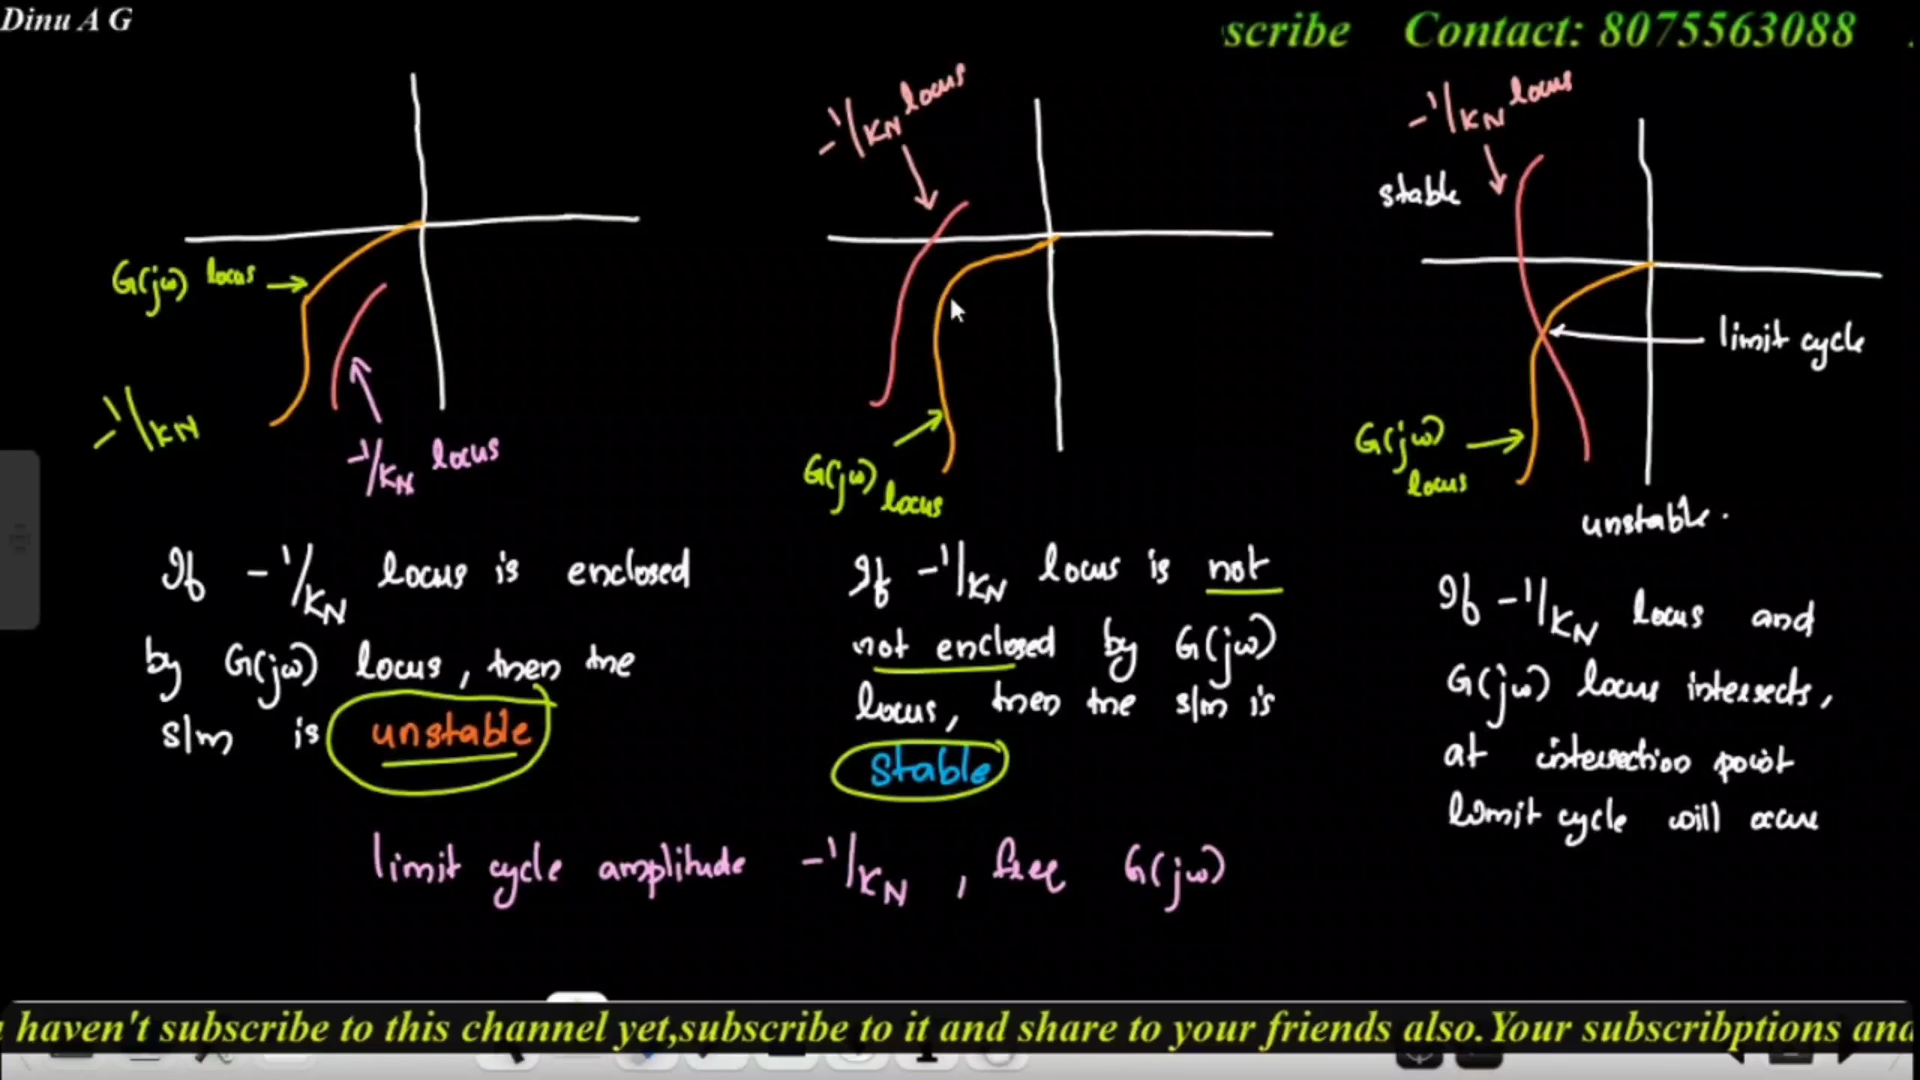 Dinu A G
scribe Contact: 8075563088
G(jω) locus
-1/KN
-1/KN locus
-1/KN locus
G(jω) locus
-1/KN locus
stable
limit cycle
G(jω) locus
unstable.
If -1/KN locus is enclosed
by G(jω) locus, then the
s/m is unstable
If -1/KN locus is not
not enclosed by G(jω)
locus, then the s/m is
stable
If -1/KN locus and
G(jω) locus intersects,
at intersection point
limit cycle will occur
limit cycle amplitude -1/KN, freq G(jω)
haven't subscribe to this channel yet,subscribe to it and share to your friends also.Your subscribptions and